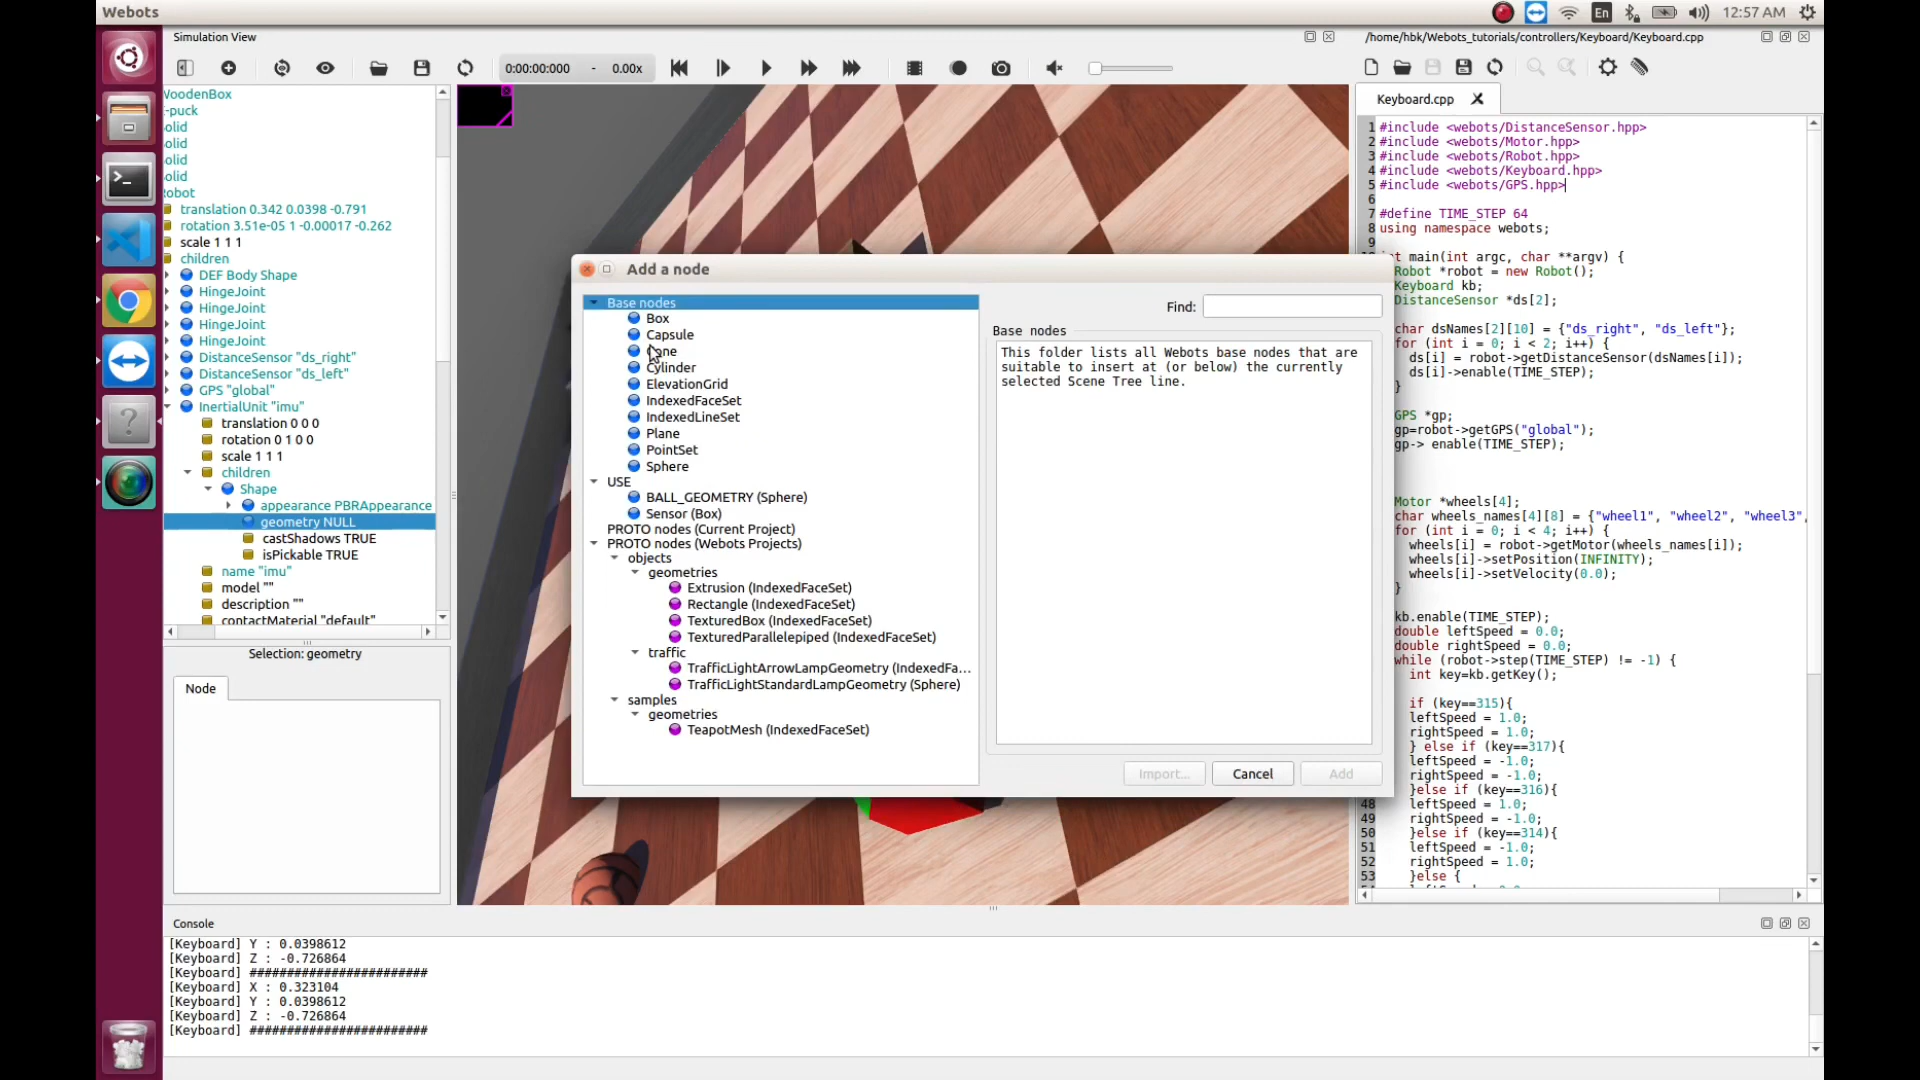 Webots
En
12:57 AM
Simulation View
0:00:00:000 - 0.00x
WoodenBox
-puck
olid
olid
olid
olid
obot
translation 0.342 0.0398 -0.791
rotation 3.51e-05 1 -0.00017 -0.262
scale 1 1 1
children
DEF Body Shape
HingeJoint
HingeJoint
HingeJoint
HingeJoint
DistanceSensor "ds_right"
DistanceSensor "ds_left"
GPS "global"
InertialUnit "imu"
translation 0 0 0
rotation 0 1 0 0
scale 1 1 1
children
Shape
appearance PBRAppearance
geometry NULL
castShadows TRUE
isPickable TRUE
name "imu"
model ""
description ""
contactMaterial "default"
Selection: geometry
Node
Add a node
Base nodes
Box
Capsule
Cylinder
ElevationGrid
IndexedFaceSet
IndexedLineSet
Plane
PointSet
Sphere
USE
BALL_GEOMETRY (Sphere)
Sensor (Box)
PROTO nodes (Current Project)
PROTO nodes (Webots Projects)
objects
geometries
Extrusion (IndexedFaceSet)
Rectangle (IndexedFaceSet)
TexturedBox (IndexedFaceSet)
TexturedParallelepiped (IndexedFaceSet)
traffic
TrafficLightArrowLampGeometry (IndexedFa...
TrafficLightStandardLampGeometry (Sphere)
samples
geometries
TeapotMesh (IndexedFaceSet)
Find:
Base nodes
This folder lists all Webots base nodes that are
suitable to insert at (or below) the currently
selected Scene Tree line.
Import...
Cancel
Add
/home/hbk/Webots_tutorials/controllers/Keyboard/Keyboard.cpp
Keyboard.cpp
1 #include <webots/DistanceSensor.hpp>
2 #include <webots/Motor.hpp>
3 #include <webots/Robot.hpp>
4 #include <webots/Keyboard.hpp>
5 #include <webots/GPS.hpp>
6
7 #define TIME_STEP 64
8 using namespace webots;
9
nt main(int argc, char **argv) {
Robot *robot = new Robot();
Keyboard kb;
DistanceSensor *ds[2];
char dsNames[2][10] = {"ds_right", "ds_left"};
for (int i = 0; i < 2; i++) {
ds[i] = robot->getDistanceSensor(dsNames[i]);
ds[i]->enable(TIME_STEP);
}
GPS *gp;
gp=robot->getGPS("global");
gp-> enable(TIME_STEP);
Motor *wheels[4];
char wheels_names[4][8] = {"wheel1", "wheel2", "wheel3",
for (int i = 0; i < 4; i++) {
wheels[i] = robot->getMotor(wheels_names[i]);
wheels[i]->setPosition(INFINITY);
wheels[i]->setVelocity(0.0);
}
kb.enable(TIME_STEP);
double leftSpeed = 0.0;
double rightSpeed = 0.0;
while (robot->step(TIME_STEP) != -1) {
int key=kb.getKey();
if (key==315){
leftSpeed = 1.0;
rightSpeed = 1.0;
} else if (key==317){
leftSpeed = -1.0;
rightSpeed = -1.0;
}else if (key==316){
48 leftSpeed = 1.0;
49 rightSpeed = -1.0;
50 }else if (key==314){
51 leftSpeed = -1.0;
52 rightSpeed = 1.0;
53 }else {
Console
[Keyboard] Y : 0.0398612
[Keyboard] Z : -0.726864
[Keyboard] ########################
[Keyboard] X : 0.323104
[Keyboard] Y : 0.0398612
[Keyboard] Z : -0.726864
[Keyboard] ########################